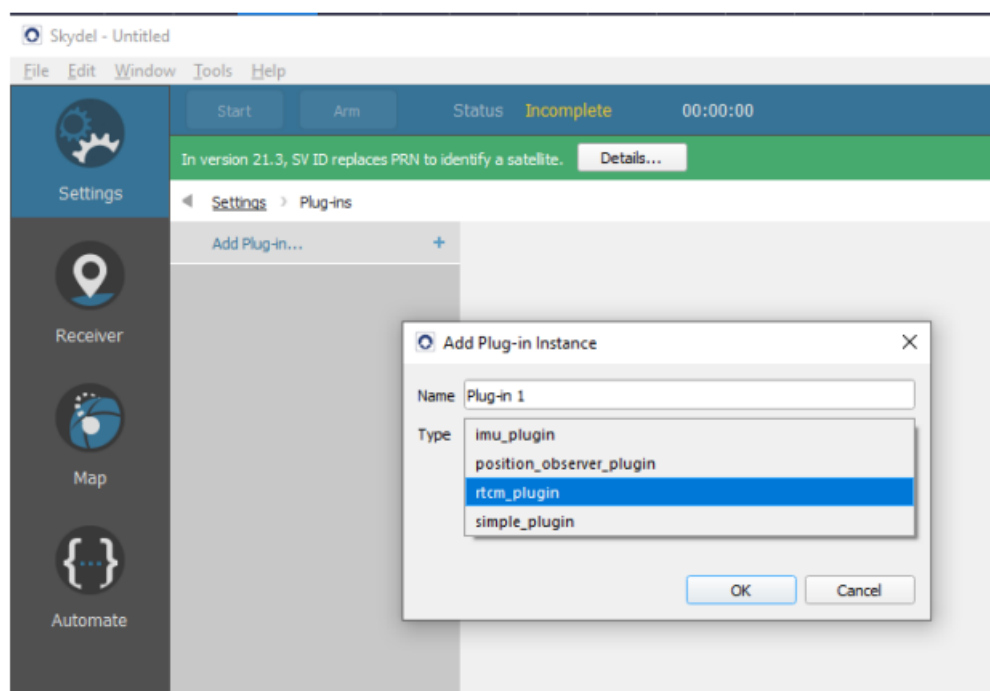 Skydel - Untitled
File Edit Window Tools Help
Start Arm Status Incomplete 00:00:00
In version 21.3, SV ID replaces PRN to identify a satellite. Details...
Settings
Settings Plug-ins
Add Plug-in... +
Receiver
Add Plug-in Instance
Name Plug-in 1
Type imu_plugin
position_observer_plugin
rtcm_plugin
simple_plugin
Map
OK Cancel
Automate